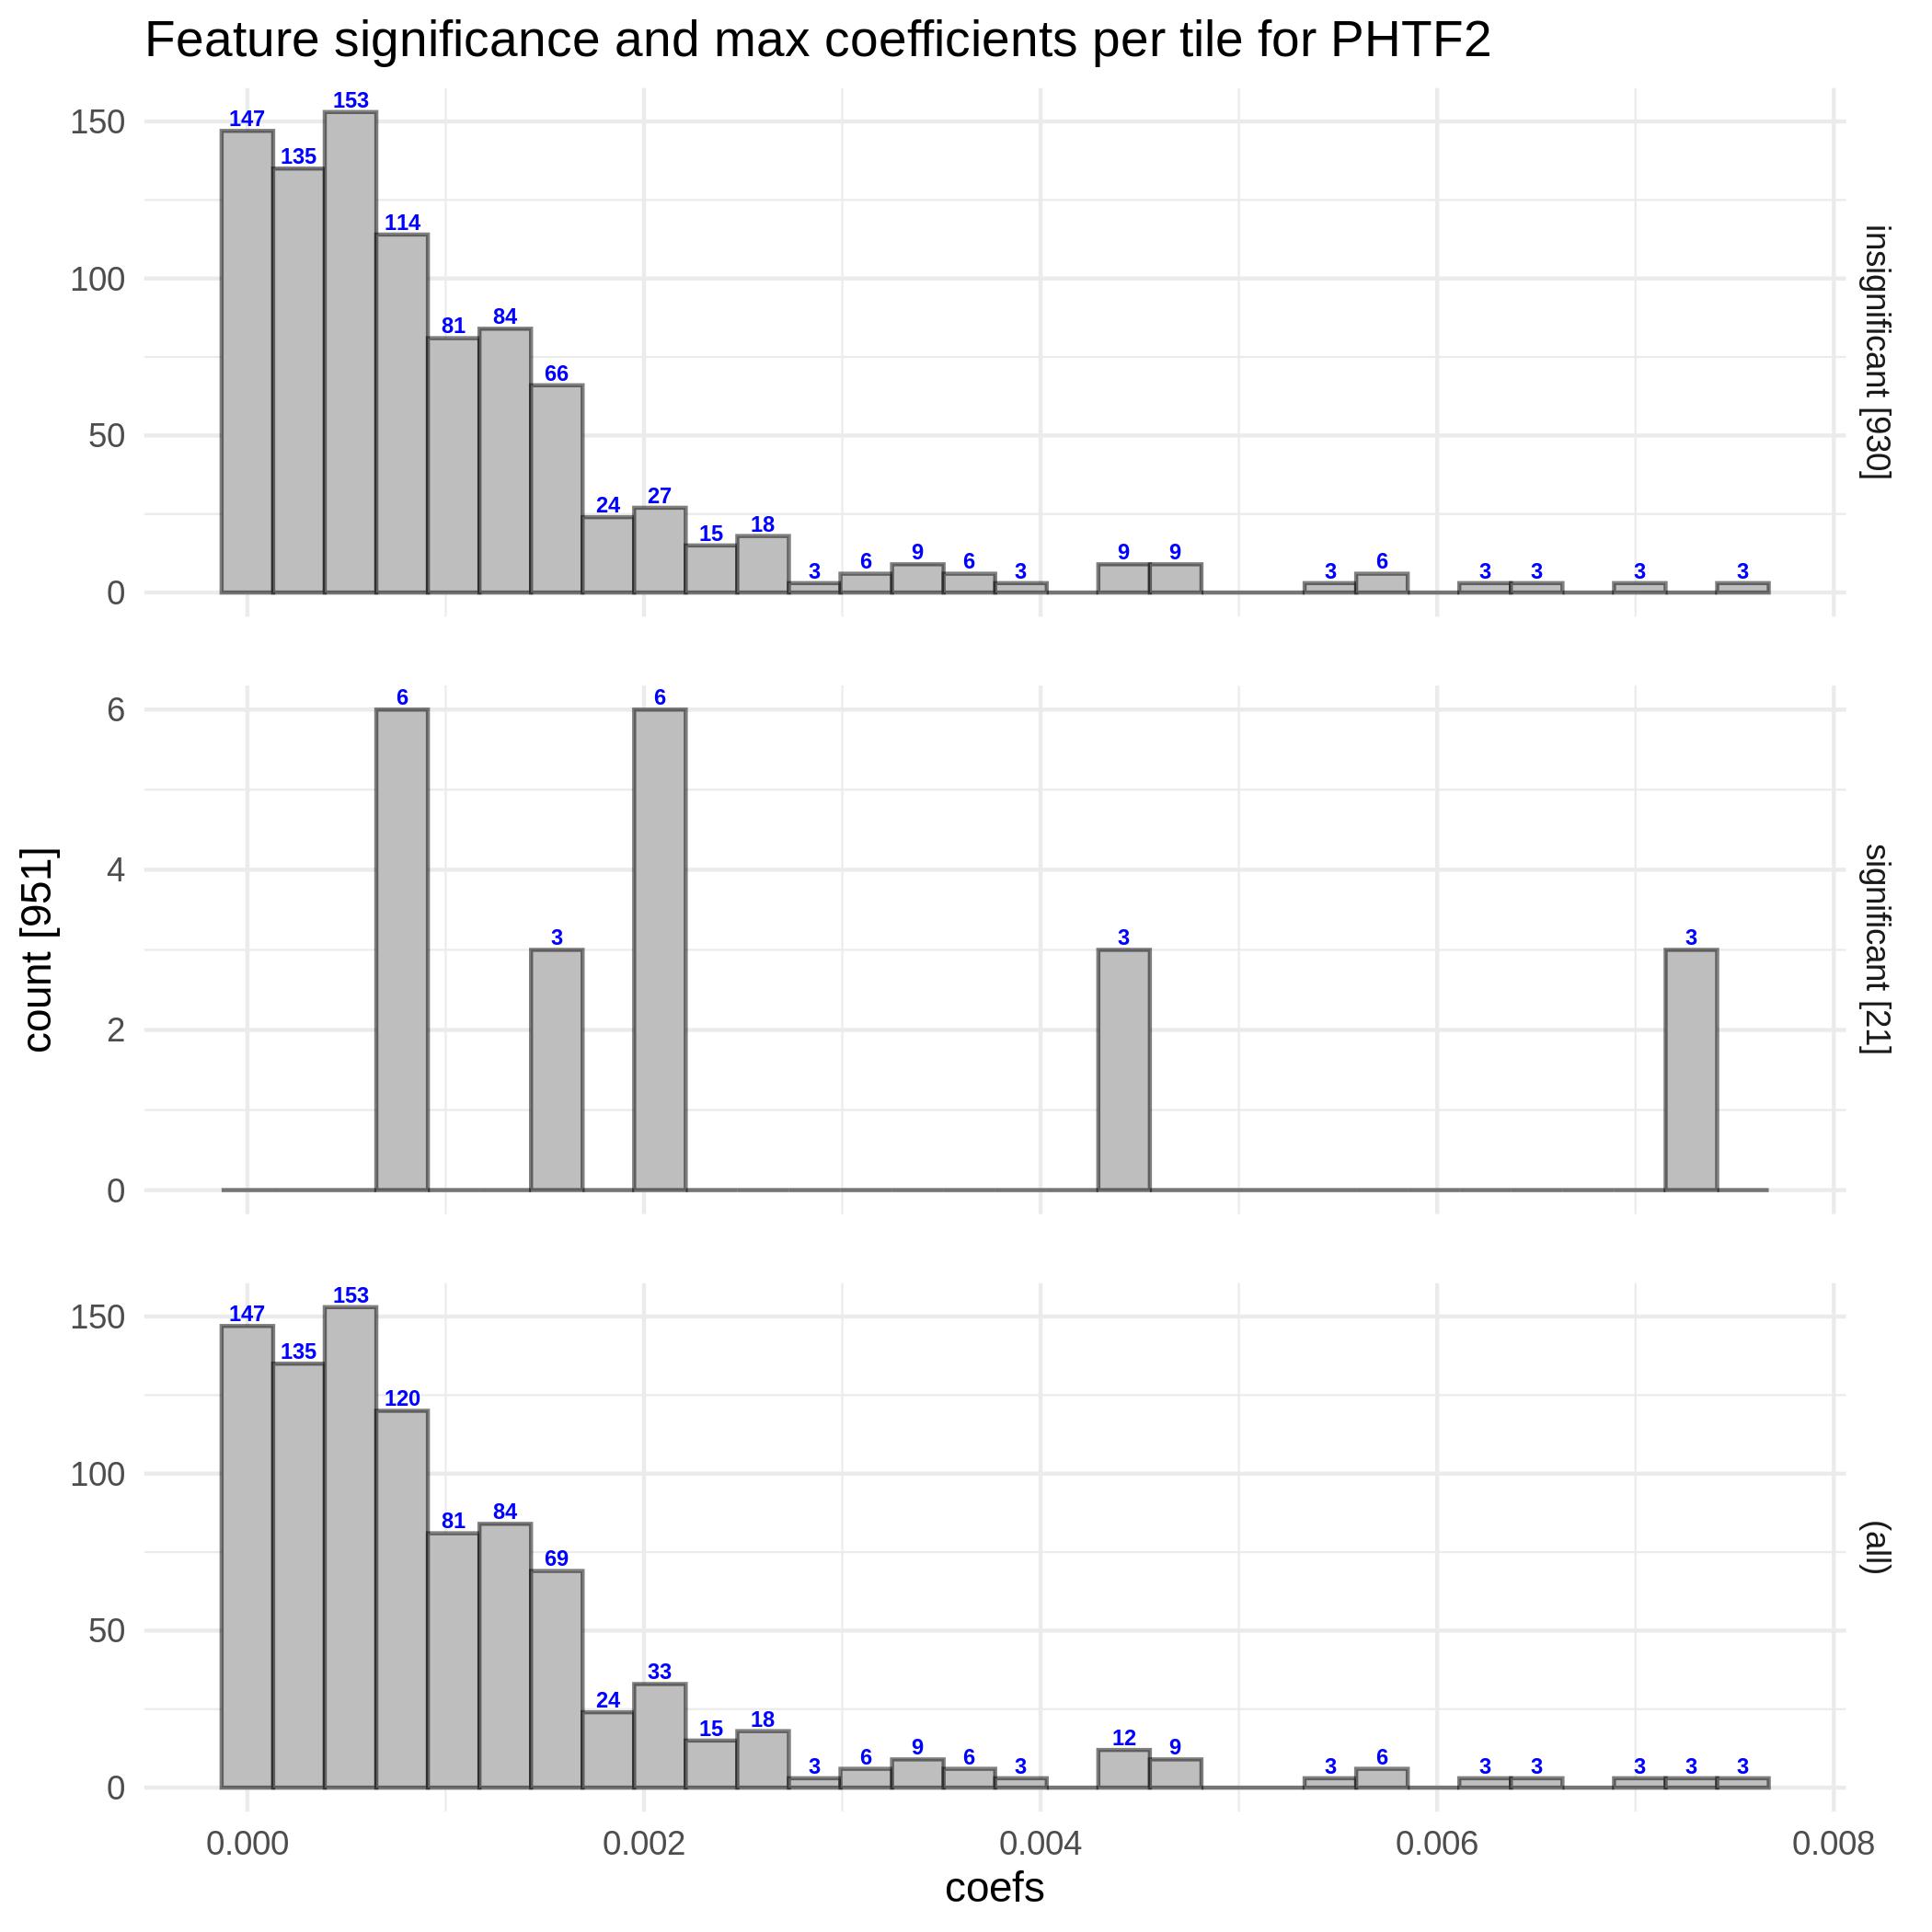 Feature significance and max coefficients per tile for PHTF2
147 135 153 114 81 84 66 24 27 15 18 3 6 9 6 3 9 9 3 6 3 3 3 3
150
100
50
0
insignificant [930]
6 3 6 3 3
6
4
2
0
significant [21]
count [951]
147 135 153 120 81 84 69 24 33 15 18 3 6 9 6 3 12 9 3 6 3 3 3 3 3
150
100
50
0
(all)
0.000 0.002 0.004 0.006 0.008
coefs